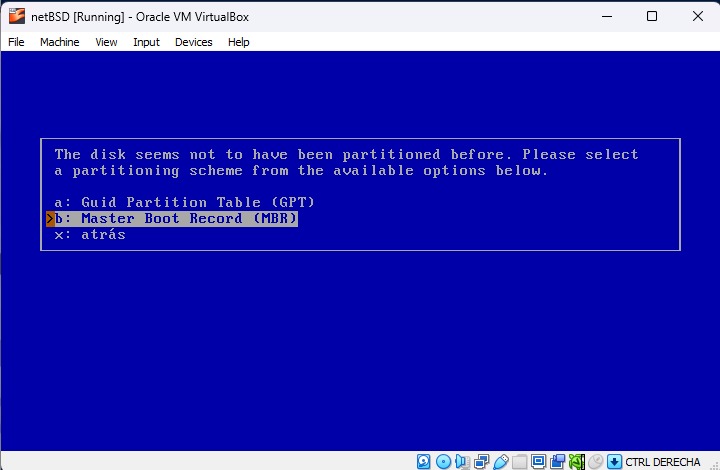 netBSD [Running] - Oracle VM VirtualBox
File Machine View Input Devices Help
The disk seems not to have been partitioned before. Please select
a partitioning scheme from the available options below.
a: Guid Partition Table (GPT)
>b: Master Boot Record (MBR)
x: atrás
CTRL DERECHA